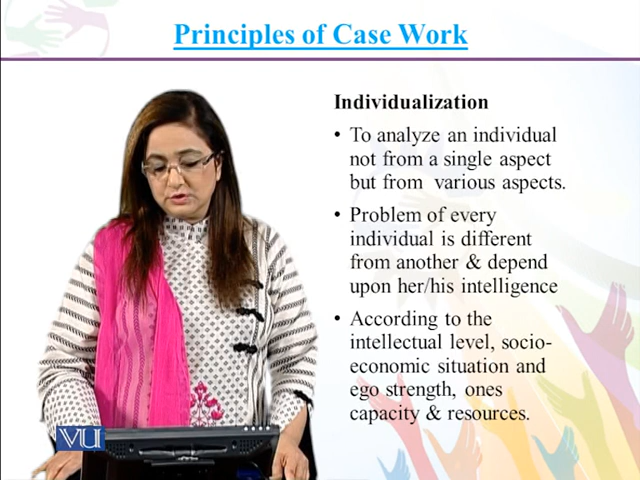 Principles of Case Work
Individualization
• To analyze an individual
not from a single aspect
but from various aspects.
• Problem of every
individual is different
from another & depend
upon her/his intelligence
• According to the
intellectual level, socio-
economic situation and
ego strength, ones
capacity & resources.
VU